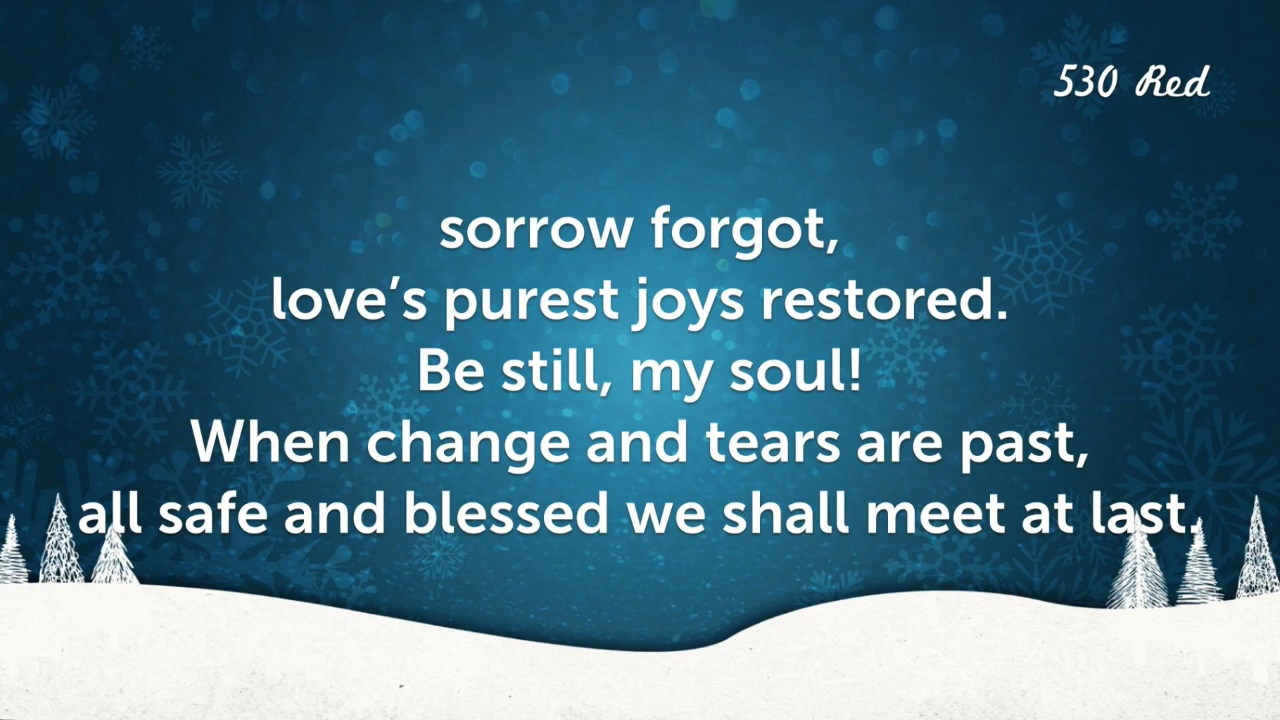 530 Red
sorrow forgot,
love’s purest joys restored.
Be still, my soul!
When change and tears are past,
all safe and blessed we shall meet at last.